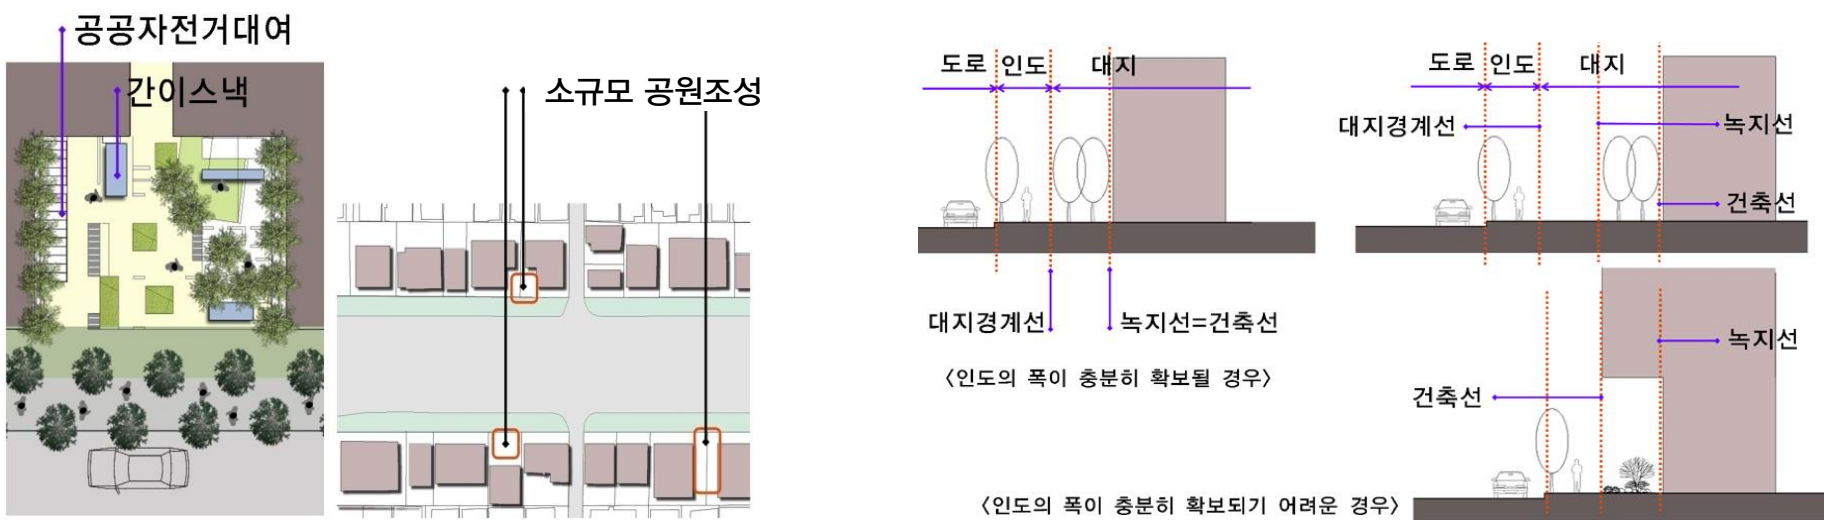 공공자전거대여
간이스낵
소규모 공원조성
도로 인도 대지
대지경계선
녹지선=건축선
<인도의 폭이 충분히 확보될 경우>
도로 인도 대지
대지경계선
녹지선
건축선
녹지선
건축선
<인도의 폭이 충분히 확보되기 어려운 경우>